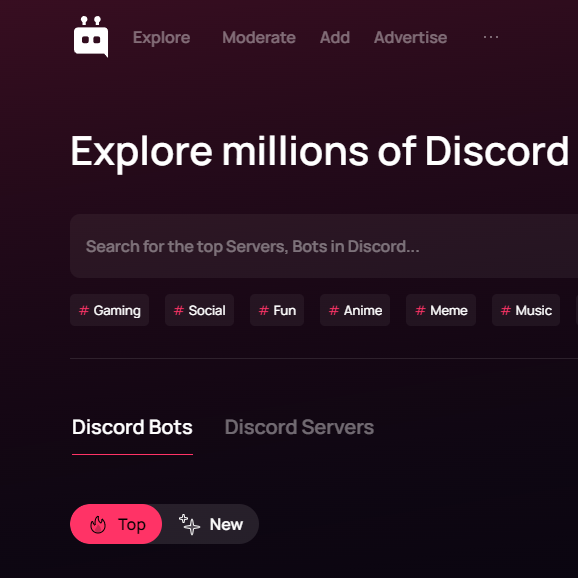 Explore Moderate Add Advertise ...
Explore millions of Discord
Search for the top Servers, Bots in Discord...
# Gaming # Social # Fun # Anime # Meme # Music
Discord Bots Discord Servers
Top New